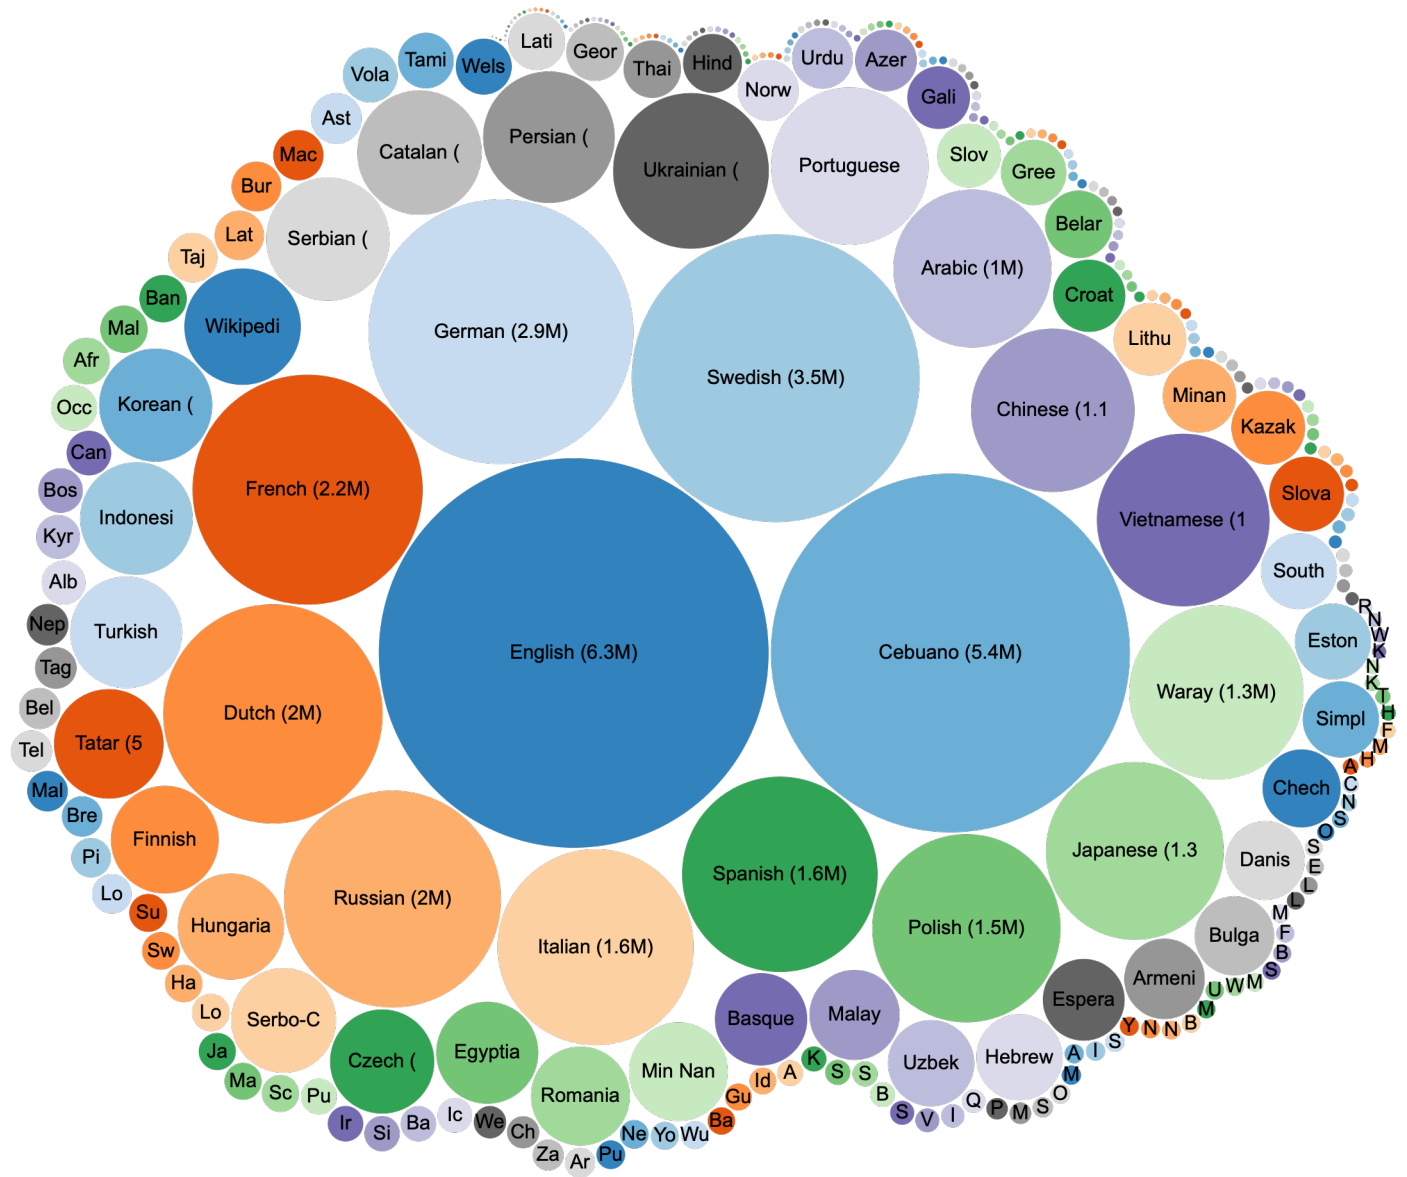 Lati
Geor
Thai
Hind
Norw
Urdu
Azer
Gali
Wels
Tami
Vola
Ast
Mac
Bur
Lat
Taj
Ban
Mal
Afr
Occ
Can
Bos
Kyr
Alb
Nep
Tag
Bel
Tel
Mal
Bre
Pi
Lo
Su
Sw
Ha
Lo
Ja
Ma
Sc
Pu
Ir
Si
Ba
Ic
We
Ch
Za
Ar
Pu
Ne
Yo
Wu
Ba
Gu
Id
A
K
S
S
B
S
V
I
Q
P
M
S
O
M
A
I
S
Y
N
N
B
M
U
W
M
S
B
F
M
L
L
E
S
O
S
N
C
A
H
M
F
H
T
K
N
K
W
N
R
Catalan (
Persian (
Ukrainian (
Portuguese
Slov
Gree
Belar
Croat
Lithu
Minan
Kazak
Slova
South
Eston
Simpl
Chech
Danis
Bulga
Armeni
Espera
Hebrew
Uzbek
Malay
Basque
Min Nan
Romania
Egyptia
Czech (
Serbo-C
Hungaria
Finnish
Tatar (5
Turkish
Indonesi
Korean (
Wikipedi
Serbian (
German (2.9M)
Swedish (3.5M)
Arabic (1M)
Chinese (1.1
Vietnamese (1
Waray (1.3M)
Japanese (1.3
Polish (1.5M)
Spanish (1.6M)
Italian (1.6M)
Russian (2M)
Dutch (2M)
French (2.2M)
English (6.3M)
Cebuano (5.4M)